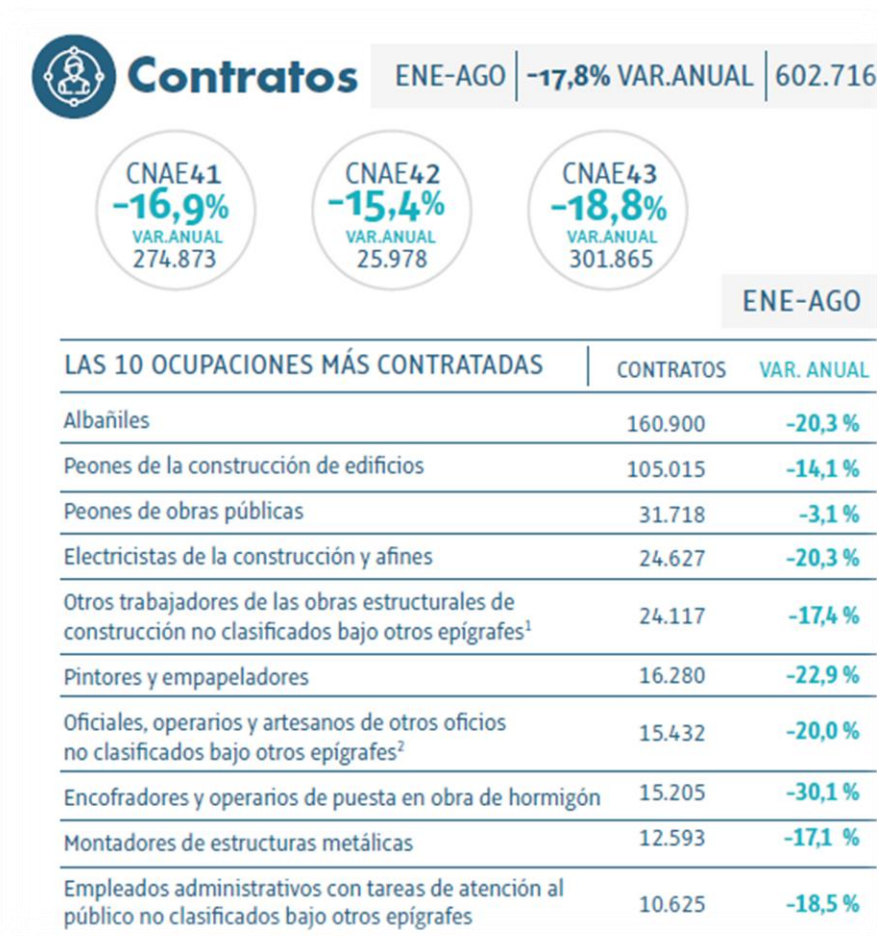 Contratos
ENE-AGO -17,8% VAR.ANUAL 602.716
CNAE41
-16,9%
VAR.ANUAL
274.873
CNAE42
-15,4%
VAR.ANUAL
25.978
CNAE43
-18,8%
VAR.ANUAL
301.865
ENE-AGO
LAS 10 OCUPACIONES MÁS CONTRATADAS CONTRATOS VAR. ANUAL
Albañiles 160.900 -20,3 %
Peones de la construcción de edificios 105.015 -14,1 %
Peones de obras públicas 31.718 -3,1 %
Electricistas de la construcción y afines 24.627 -20,3 %
Otros trabajadores de las obras estructurales de
construcción no clasificados bajo otros epígrafes¹ 24.117 -17,4 %
Pintores y empapeladores 16.280 -22,9 %
Oficiales, operarios y artesanos de otros oficios
no clasificados bajo otros epígrafes² 15.432 -20,0 %
Encofradores y operarios de puesta en obra de hormigón 15.205 -30,1 %
Montadores de estructuras metálicas 12.593 -17,1 %
Empleados administrativos con tareas de atención al
público no clasificados bajo otros epígrafes 10.625 -18,5 %